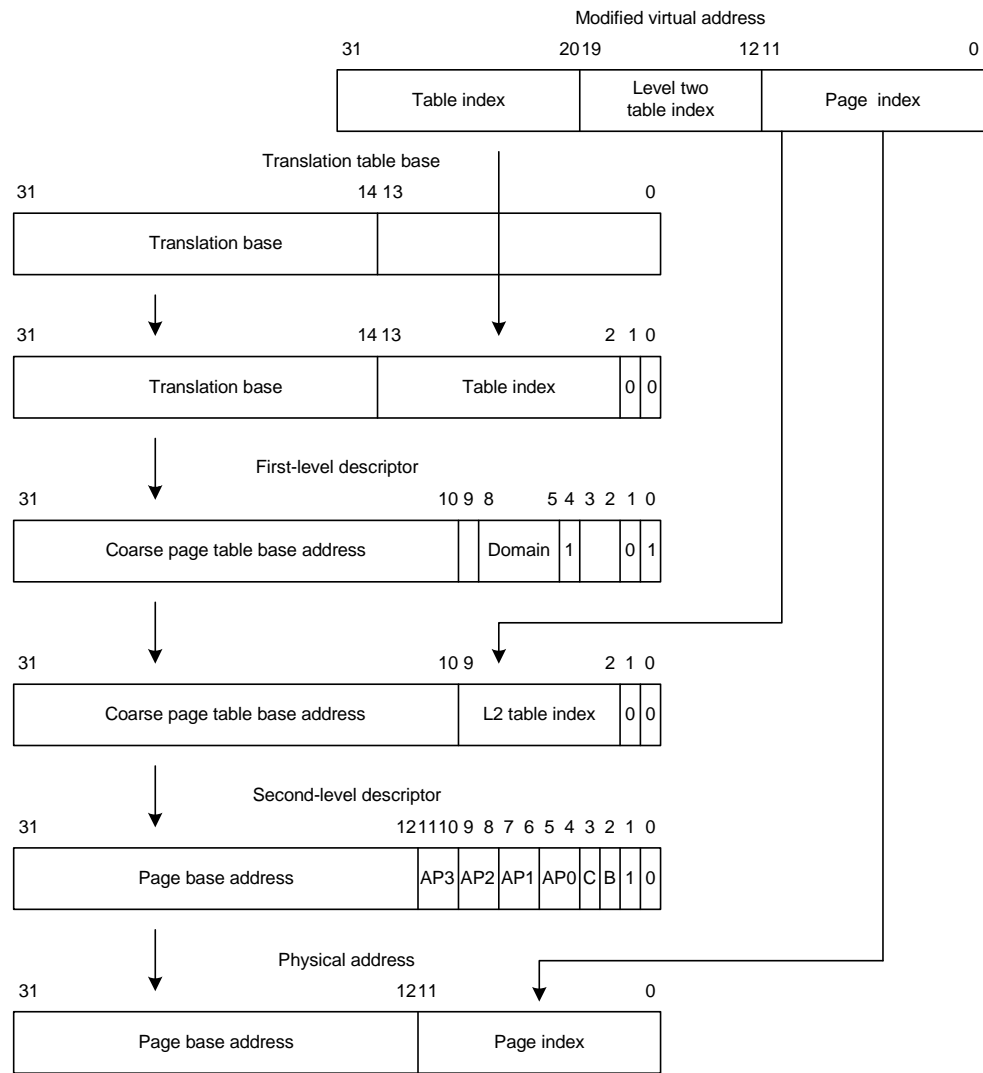 Modified virtual address
31 20 19 12 11 0
Table index Level two table index Page index
Translation table base
31 14 13 0
Translation base
31 14 13 2 1 0
Translation base Table index 0 0
First-level descriptor
31 10 9 8 5 4 3 2 1 0
Coarse page table base address Domain 1 0 1
31 10 9 2 1 0
Coarse page table base address L2 table index 0 0
Second-level descriptor
31 12 11 10 9 8 7 6 5 4 3 2 1 0
Page base address AP3 AP2 AP1 AP0 C B 1 0
Physical address
31 12 11 0
Page base address Page index